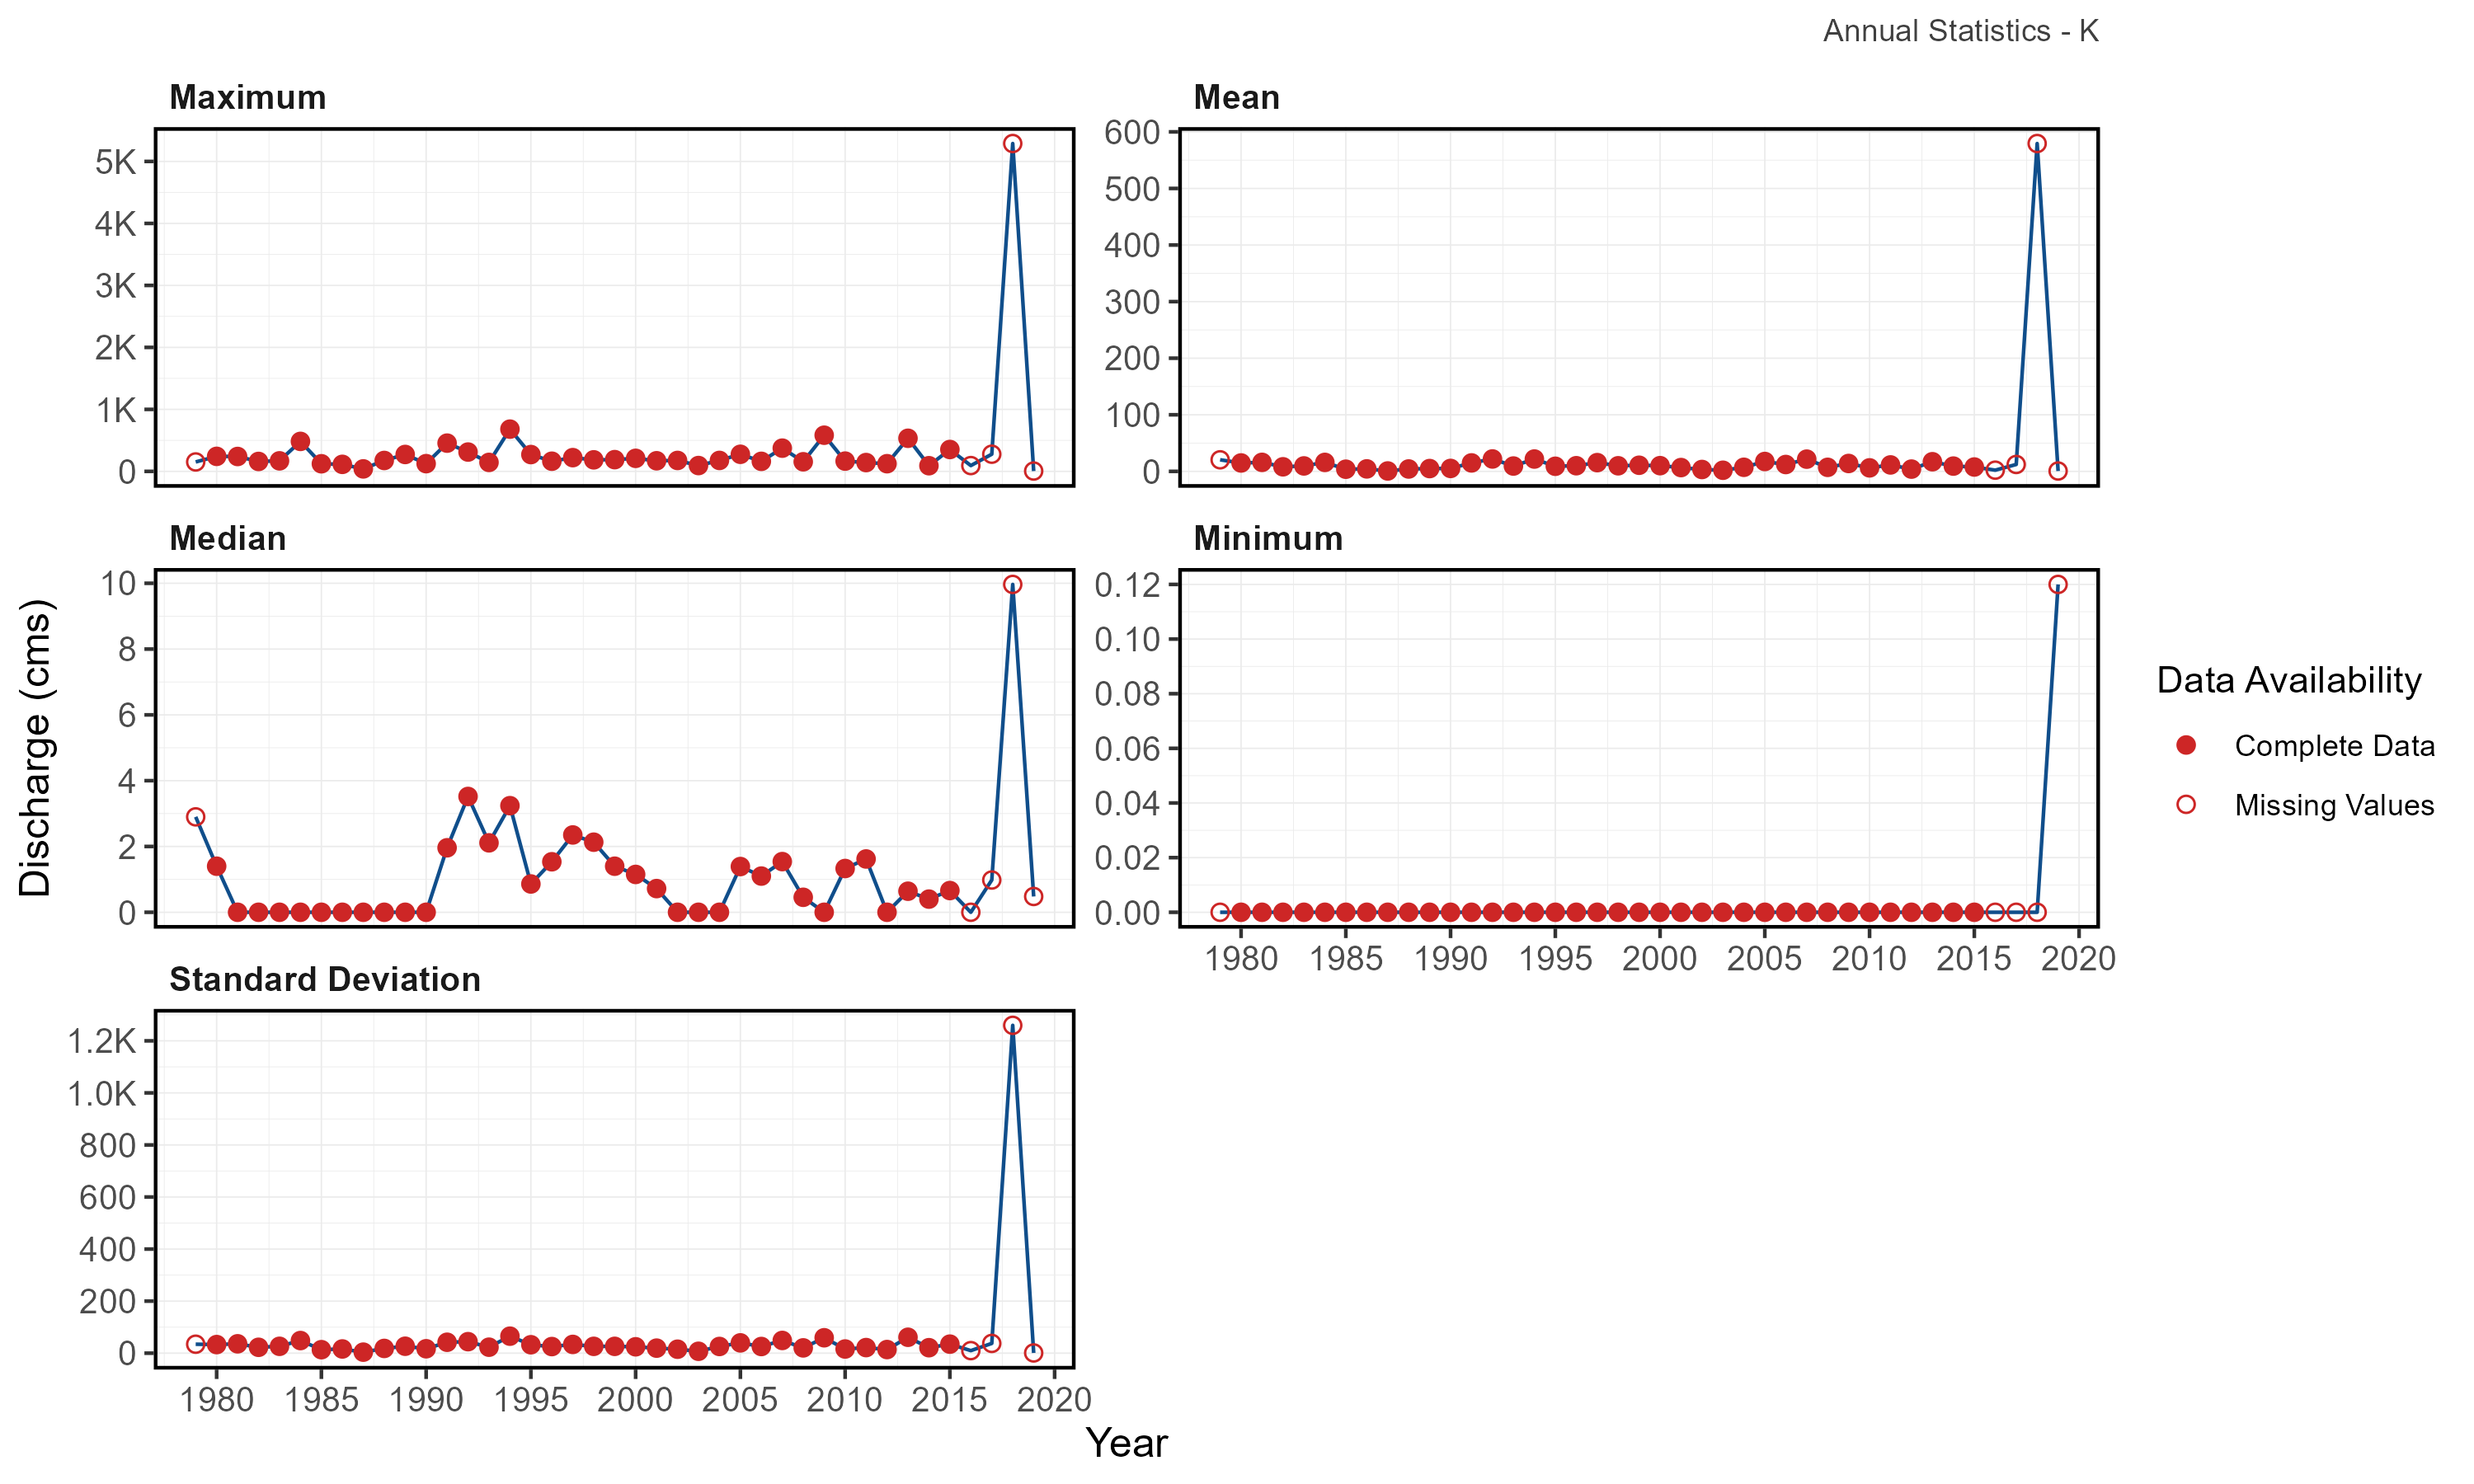 Annual Statistics - K
Maximum
5K
4K
3K
2K
1K
0
Mean
600
500
400
300
200
100
0
Median
10
8
6
4
2
0
Minimum
0.12
0.10
0.08
0.06
0.04
0.02
0.00
1980 1985 1990 1995 2000 2005 2010 2015 2020
Standard Deviation
1.2K
1.0K
800
600
400
200
0
1980 1985 1990 1995 2000 2005 2010 2015 2020
Year
Discharge (cms)
Data Availability
Complete Data
Missing Values